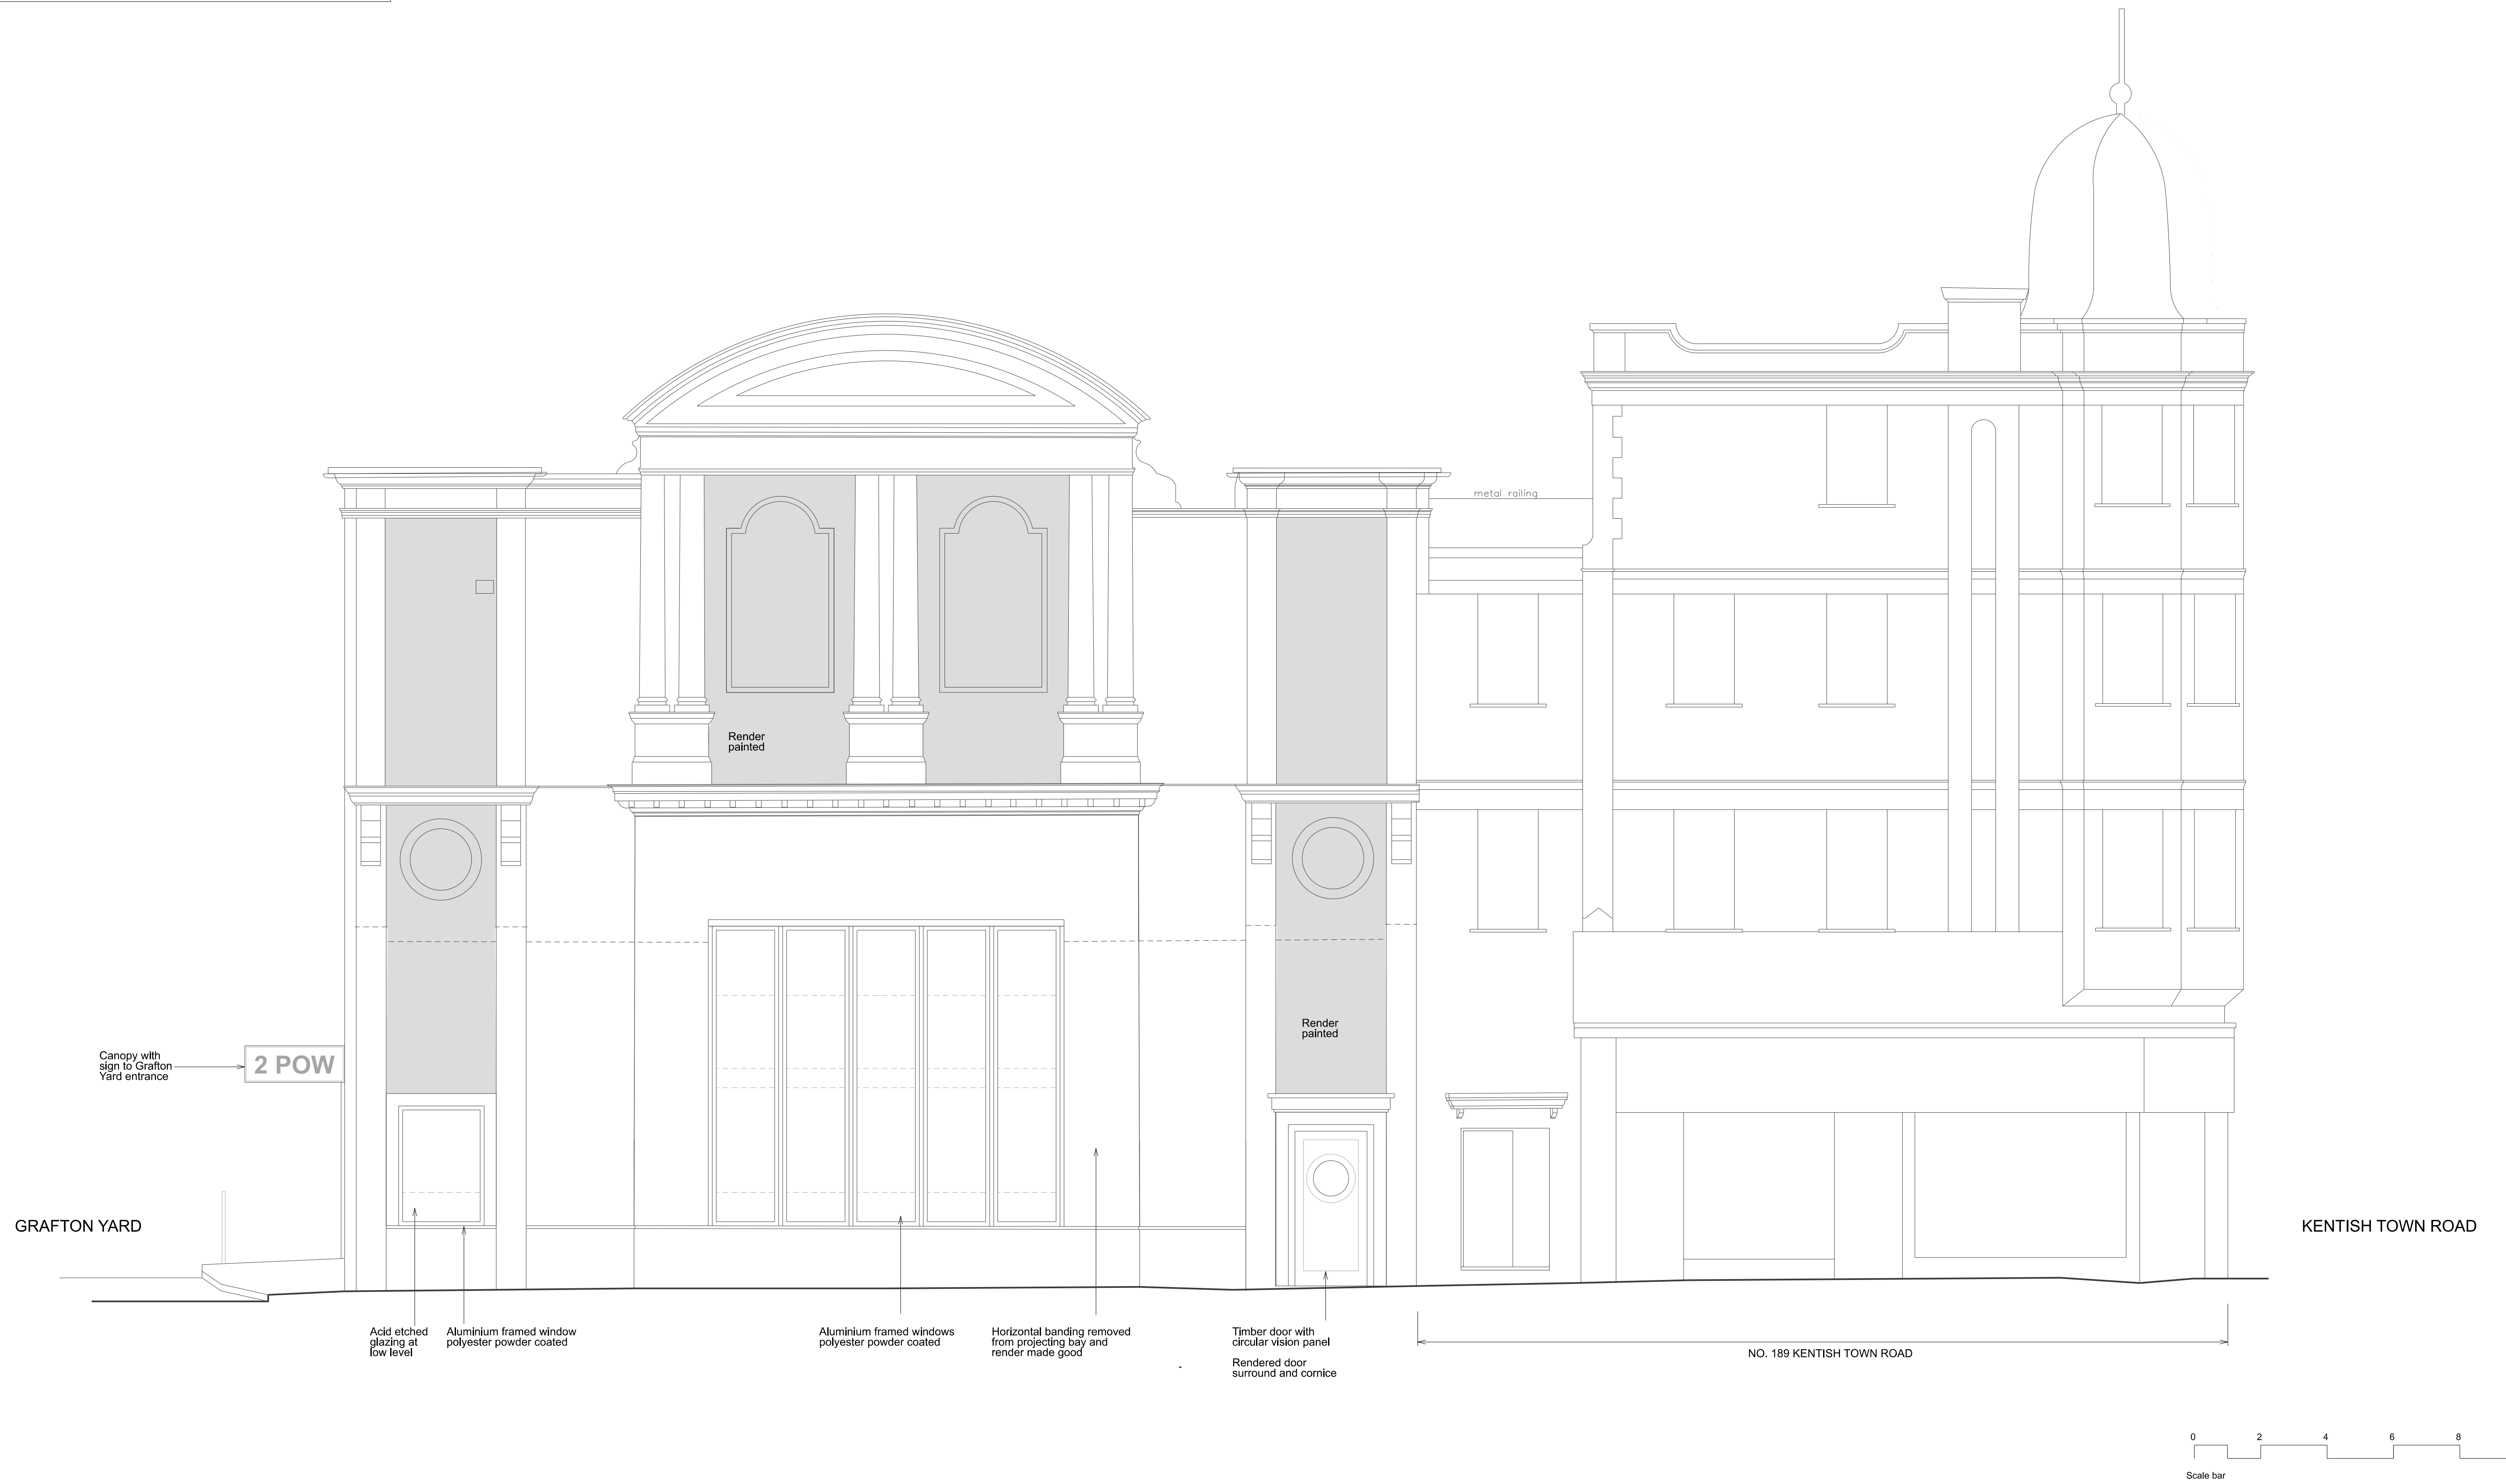 metal railing
Render
painted
Render
painted
Canopy with
sign to Grafton
Yard entrance
2 POW
GRAFTON YARD
KENTISH TOWN ROAD
Acid etched
glazing at
low level
Aluminium framed window
polyester powder coated
Aluminium framed windows
polyester powder coated
Horizontal banding removed
from projecting bay and
render made good
Timber door with
circular vision panel
Rendered door
surround and cornice
NO. 189 KENTISH TOWN ROAD
0 2 4 6 8
Scale bar